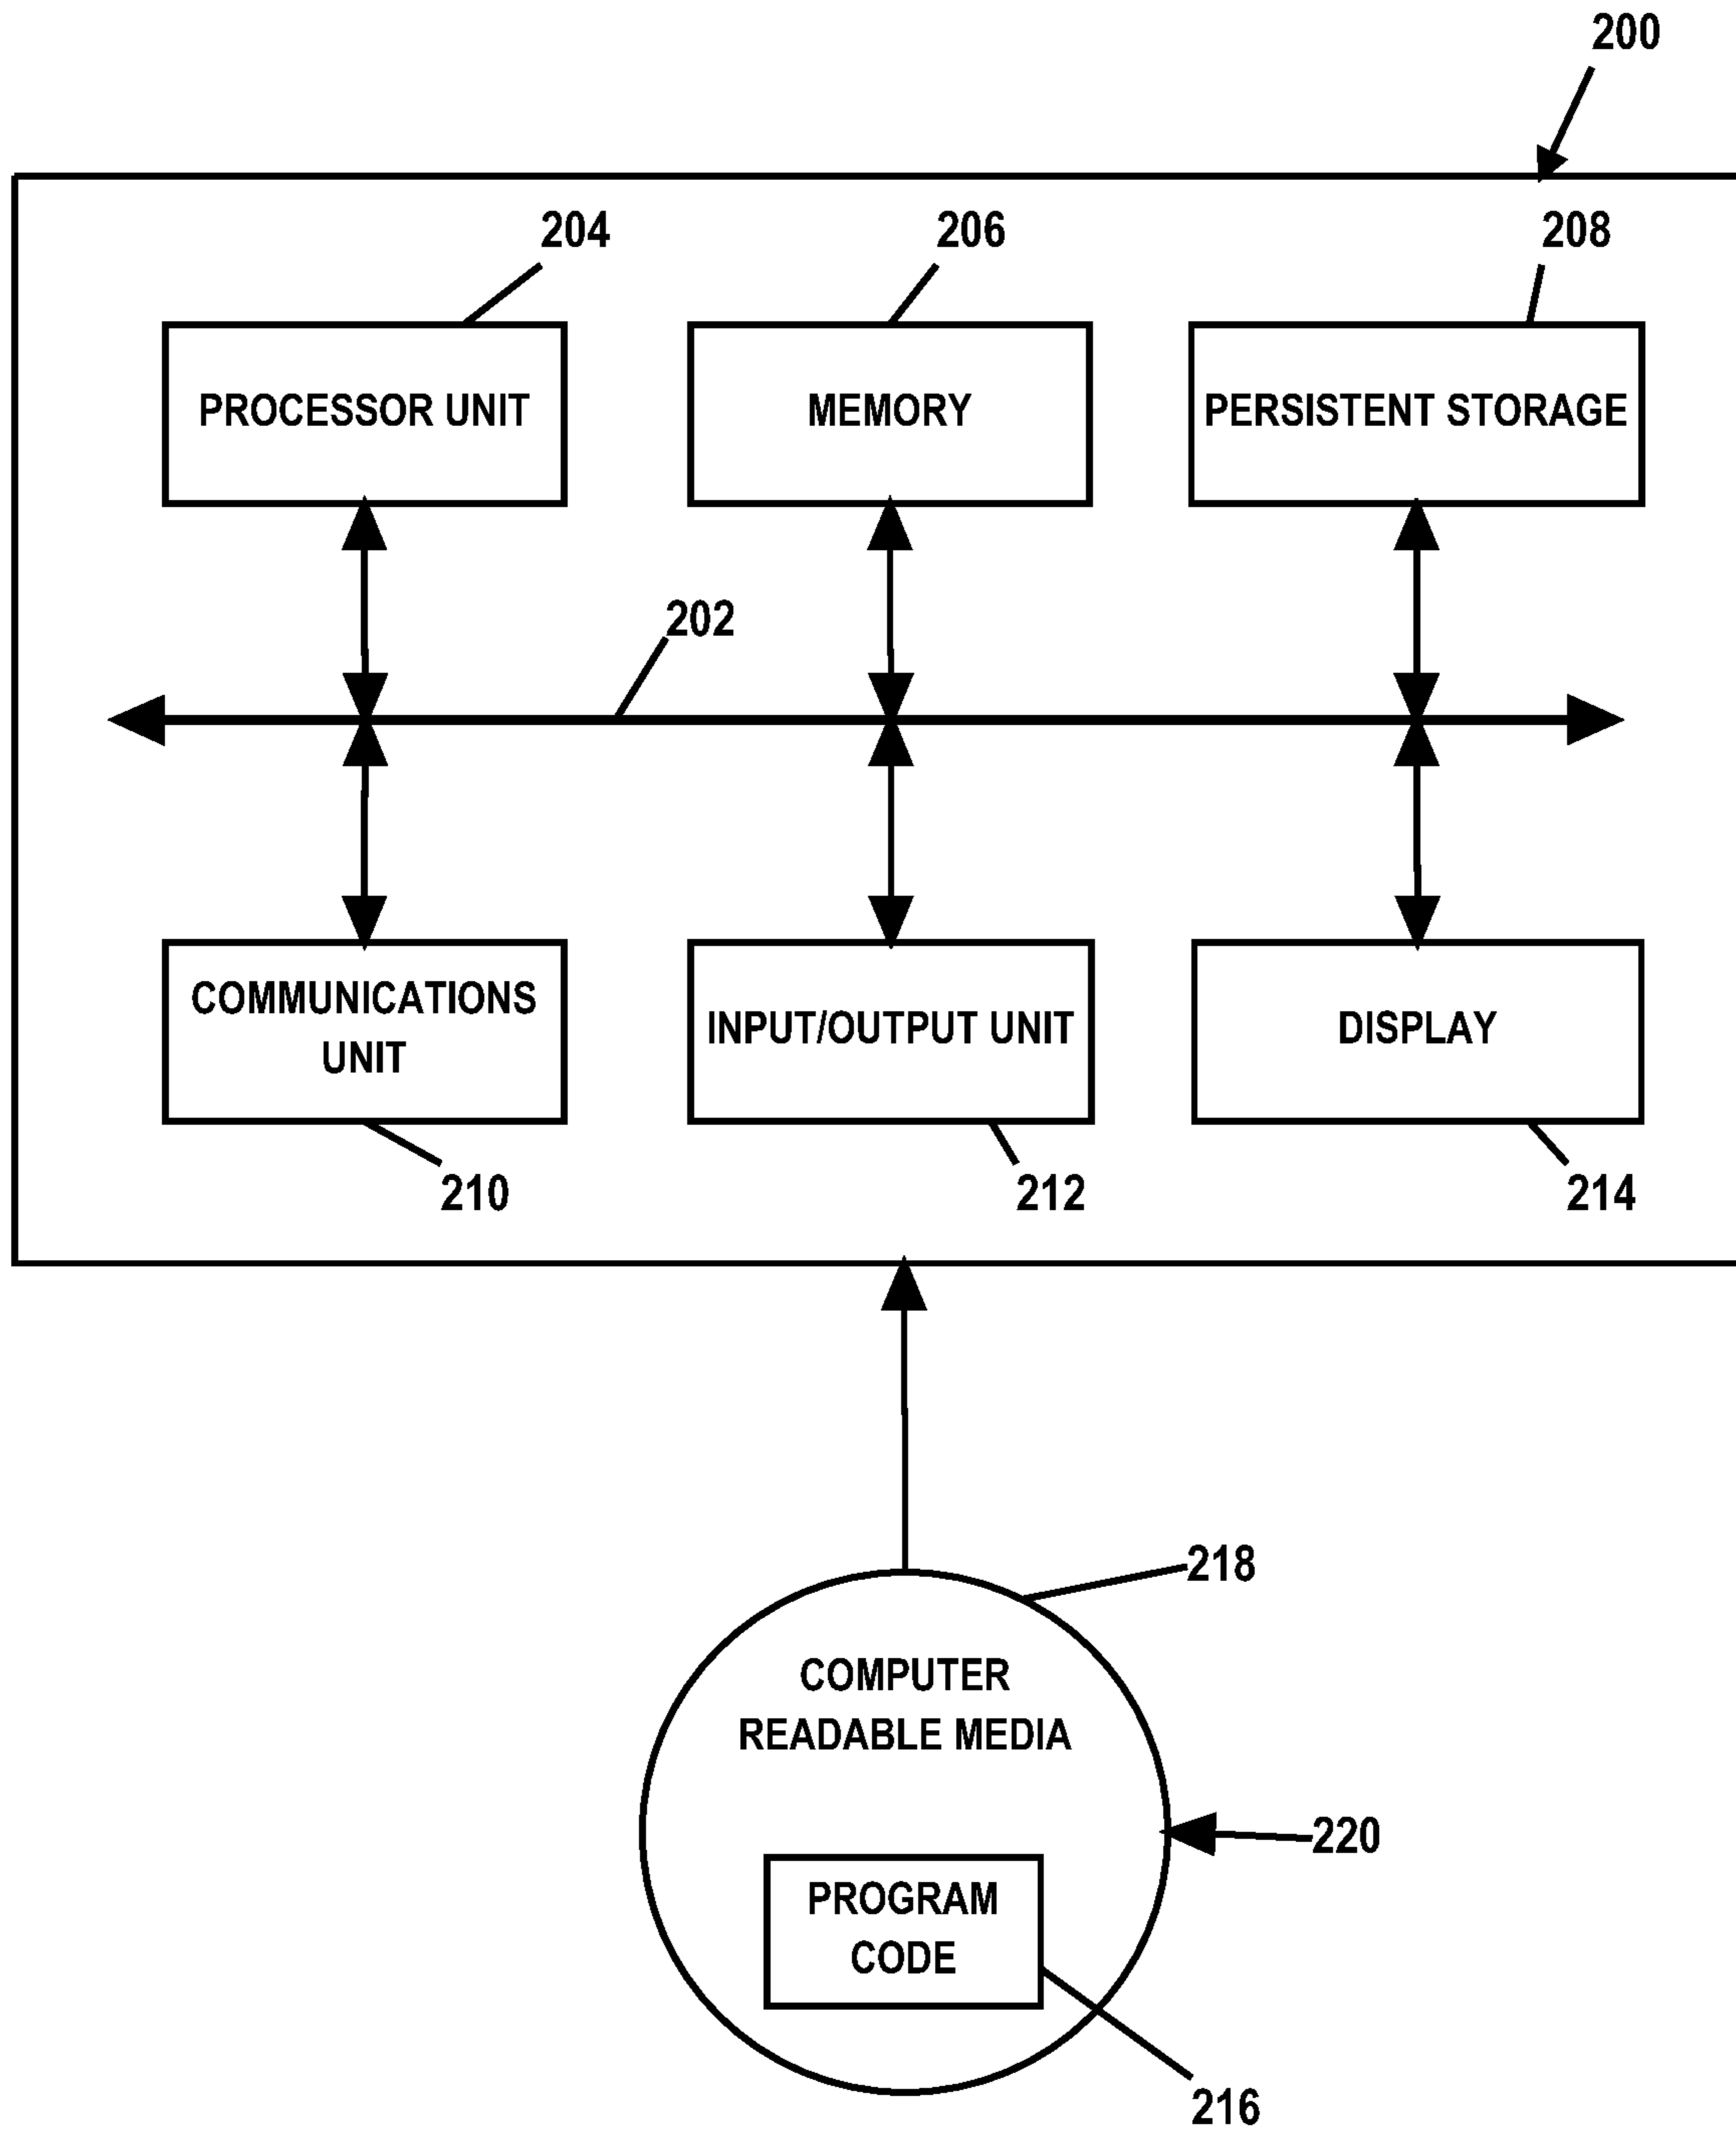 200
204
206
208
PROCESSOR UNIT
MEMORY
PERSISTENT STORAGE
202
COMMUNICATIONS
UNIT
INPUT/OUTPUT UNIT
DISPLAY
210
212
214
218
COMPUTER
READABLE MEDIA
220
PROGRAM
CODE
216